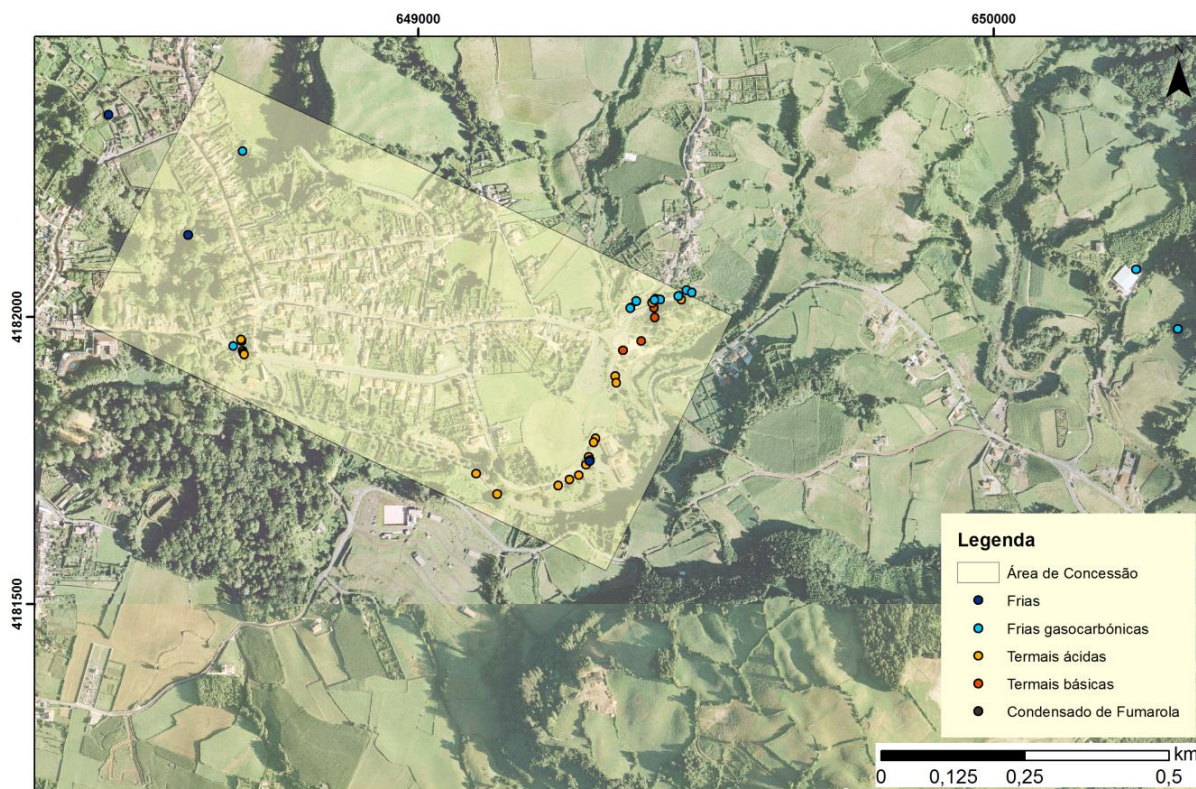 649000
650000
N
4182000
4181500
Legenda
Área de Concessão
Frias
Frias gasocarbónicas
Termais ácidas
Termais básicas
Condensado de Fumarola
km
0 0,125 0,25 0,5